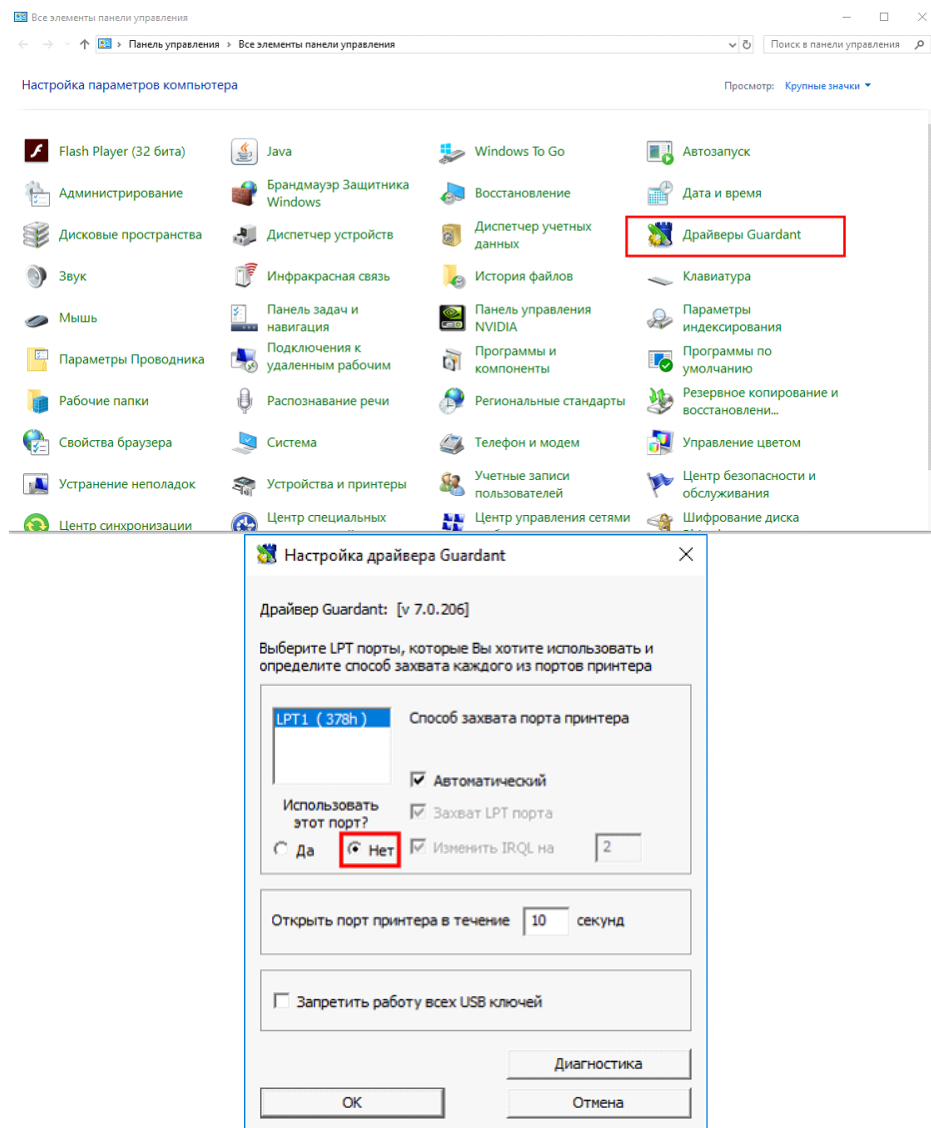 Все элементы панели управления
Панель управления > Все элементы панели управления
Поиск в панели управления
Настройка параметров компьютера
Просмотр: Крупные значки
Flash Player (32 бита)
Java
Windows To Go
Автозапуск
Администрирование
Брандмауэр Защитника
Windows
Восстановление
Дата и время
Дисковые пространства
Диспетчер устройств
Диспетчер учетных
данных
Драйверы Guardant
Звук
Инфракрасная связь
История файлов
Клавиатура
Мышь
Панель задач и
навигация
Панель управления
NVIDIA
Параметры
индексирования
Параметры Проводника
Подключения к
удаленным рабочим
Программы и
компоненты
Программы по
умолчанию
Рабочие папки
Распознавание речи
Региональные стандарты
Резервное копирование и
восстановлени...
Свойства браузера
Система
Телефон и модем
Управление цветом
Устранение неполадок
Устройства и принтеры
Учетные записи
пользователей
Центр безопасности и
обслуживания
Центр синхронизации
Центр специальных
Центр управления сетями
Шифрование диска
Настройка драйвера Guardant
Драйвер Guardant: [v 7.0.206]
Выберите LPT порты, которые Вы хотите использовать и
определите способ захвата каждого из портов принтера
LPT1 ( 378h )
Способ захвата порта принтера
Автоматический
Использовать
этот порт?
Захват LPT порта
Да
Нет
Изменить IRQL на
2
Открыть порт принтера в течение 10 секунд
Запретить работу всех USB ключей
Диагностика
OK
Отмена